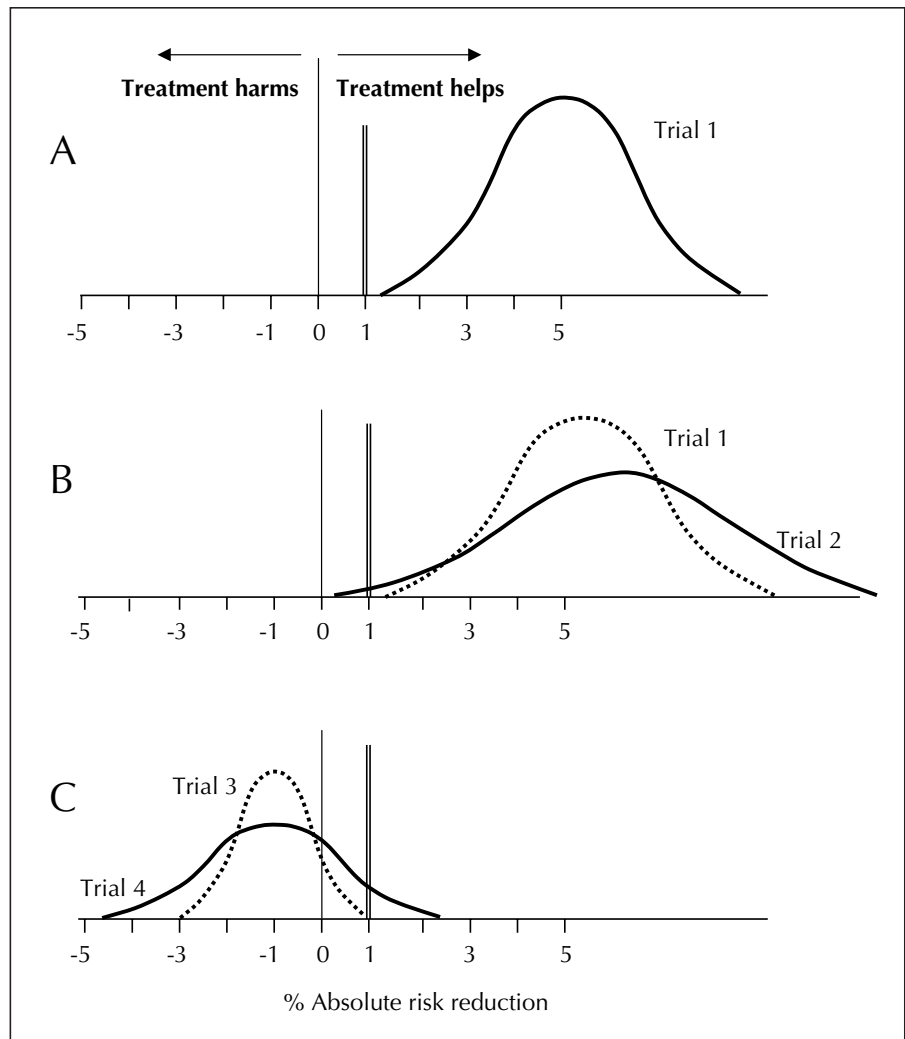 Treatment harms Treatment helps
A
Trial 1
-5 -3 -1 0 1 3 5
Trial 1
B
Trial 2
-5 -3 -1 0 1 3 5
Trial 3
C
Trial 4
-5 -3 -1 0 1 3 5
% Absolute risk reduction